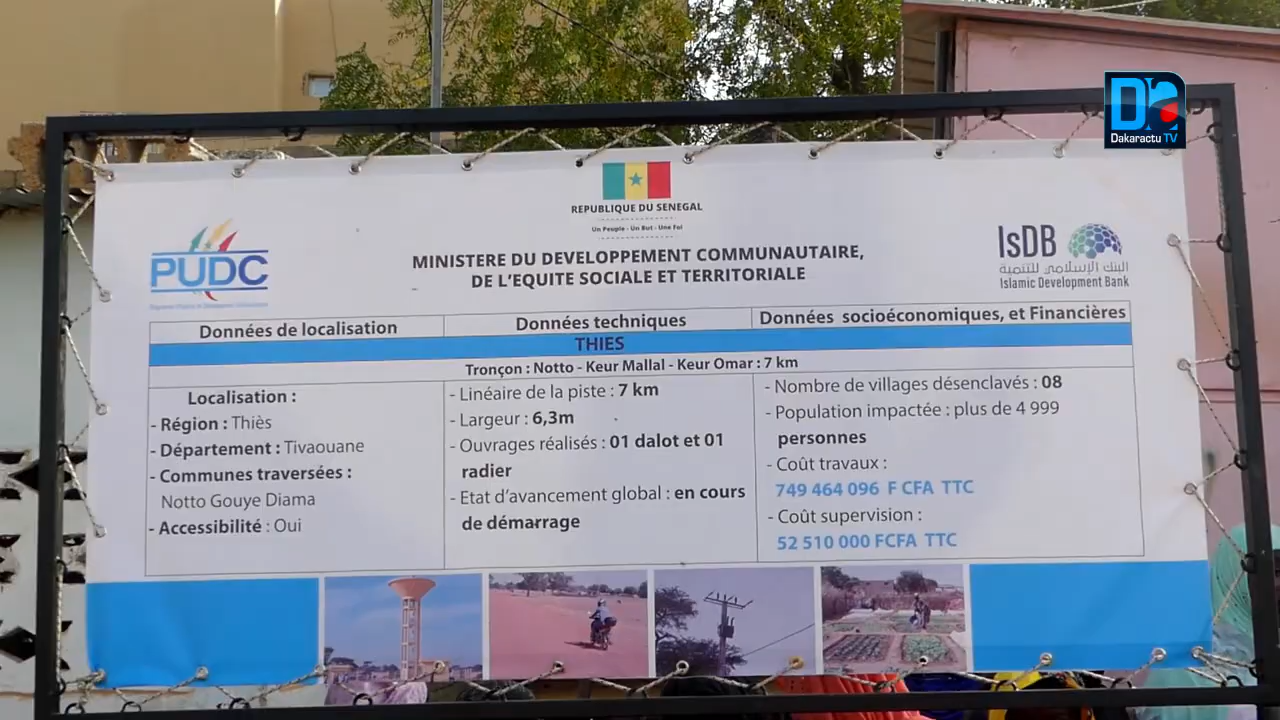 Dakaractu TV
REPUBLIQUE DU SENEGAL
Un Peuple - Un But - Une Foi
PUDC
MINISTERE DU DEVELOPPEMENT COMMUNAUTAIRE,
DE L'EQUITE SOCIALE ET TERRITORIALE
IsDB
البنك الإسلامي للتنمية
Islamic Development Bank
Données de localisation
Données techniques
Données socioéconomiques, et Financières
THIES
Tronçon : Notto - Keur Mallal - Keur Omar : 7 km
Localisation :
- Région : Thiès
- Département : Tivaouane
- Communes traversées :
Notto Gouye Diama
- Accessibilité : Oui
- Linéaire de la piste : 7 km
- Largeur : 6,3m
- Ouvrages réalisés : 01 dalot et 01
radier
- Etat d'avancement global : en cours
de démarrage
- Nombre de villages désenclavés : 08
- Population impactée : plus de 4 999
personnes
- Coût travaux :
749 464 096 F CFA TTC
- Coût supervision :
52 510 000 FCFA TTC